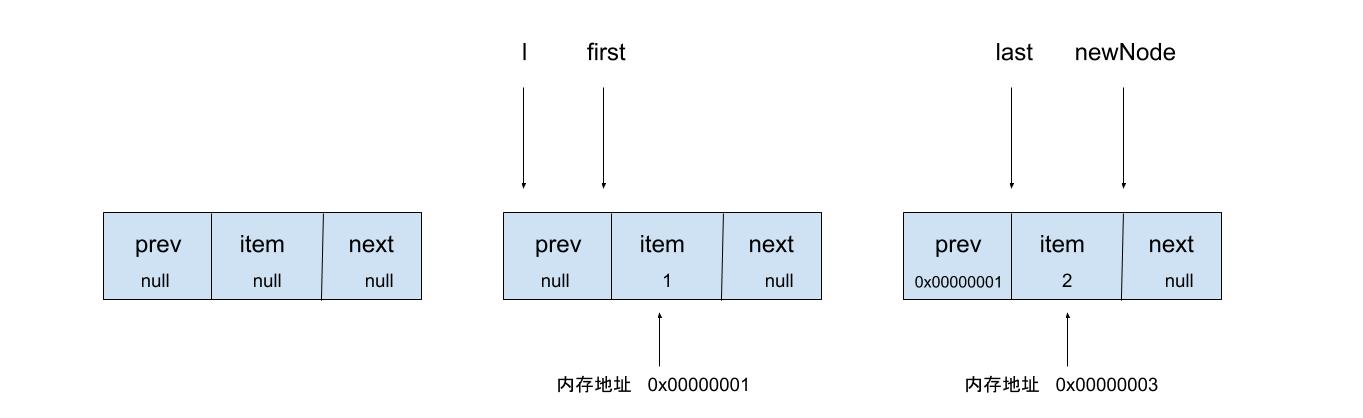 l first last newNode
prev item next prev item next prev item next
null null null null 1 null 0x00000001 2 null
内存地址 0x00000001 内存地址 0x00000003